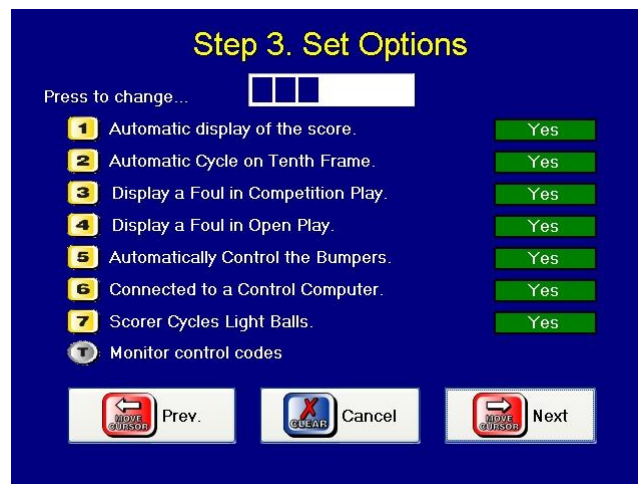 Step 3. Set Options
Press to change...
1 Automatic display of the score. Yes
2 Automatic Cycle on Tenth Frame. Yes
3 Display a Foul in Competition Play. Yes
4 Display a Foul in Open Play. Yes
5 Automatically Control the Bumpers. Yes
6 Connected to a Control Computer. Yes
7 Scorer Cycles Light Balls. Yes
T Monitor control codes
MOVE CURSOR Prev. X CLEAR Cancel MOVE CURSOR Next